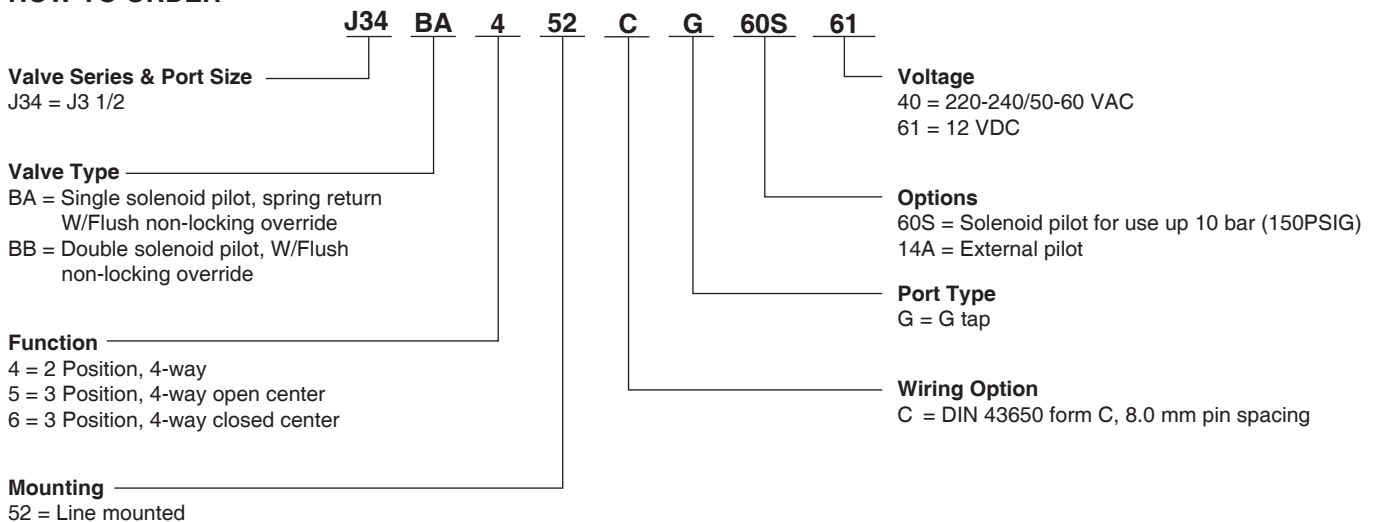 J34 BA 4 52 C G 60S 61
Valve Series & Port Size
J34 = J3 1/2
Valve Type
BA = Single solenoid pilot, spring return
W/Flush non-locking override
BB = Double solenoid pilot, W/Flush
non-locking override
Function
4 = 2 Position, 4-way
5 = 3 Position, 4-way open center
6 = 3 Position, 4-way closed center
Mounting
52 = Line mounted
Voltage
40 = 220-240/50-60 VAC
61 = 12 VDC
Options
60S = Solenoid pilot for use up 10 bar (150PSIG)
14A = External pilot
Port Type
G = G tap
Wiring Option
C = DIN 43650 form C, 8.0 mm pin spacing